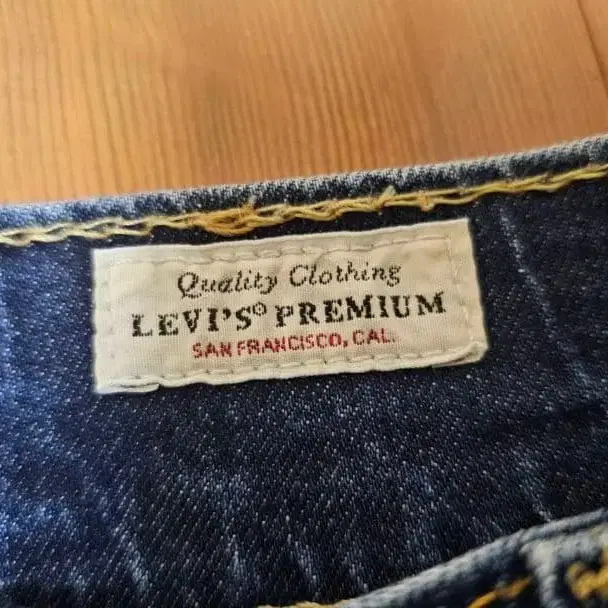 Quality Clothing
LEVI'S® PREMIUM
SAN FRANCISCO, CAL.